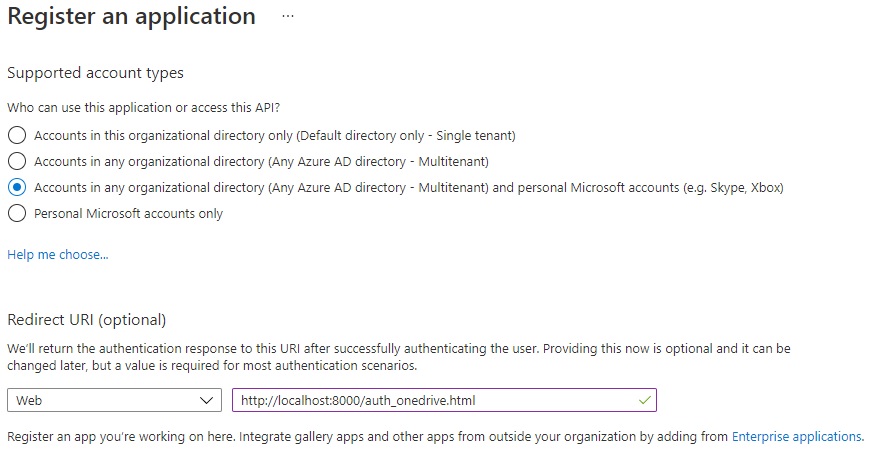 Register an application ...
Supported account types
Who can use this application or access this API?
Accounts in this organizational directory only (Default directory only - Single tenant)
Accounts in any organizational directory (Any Azure AD directory - Multitenant)
Accounts in any organizational directory (Any Azure AD directory - Multitenant) and personal Microsoft accounts (e.g. Skype, Xbox)
Personal Microsoft accounts only
Help me choose...
Redirect URI (optional)
We'll return the authentication response to this URI after successfully authenticating the user. Providing this now is optional and it can be
changed later, but a value is required for most authentication scenarios.
Web http://localhost:8000/auth_onedrive.html
Register an app you're working on here. Integrate gallery apps and other apps from outside your organization by adding from Enterprise applications.